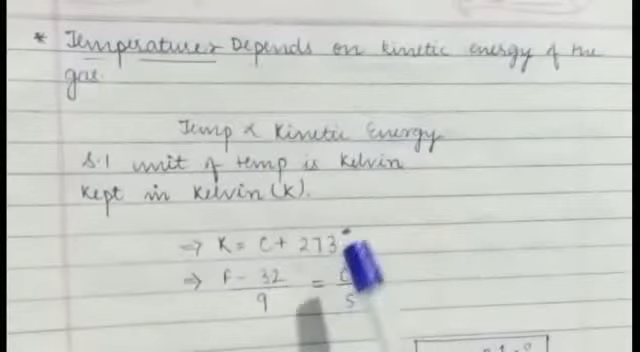 * Temperature→ Depends on kinetic energy of the
gas
Temp ∝ Kinetic Energy
S.I unit of temp is Kelvin
Kept in Kelvin (K).
→ K = C + 273
→ F - 32 = C
9 5